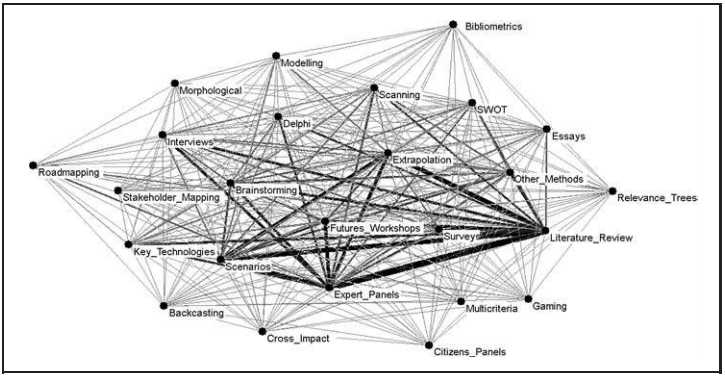 Bibliometrics
Modelling
Morphological
Scanning
SWOT
Delphi
Essays
Interviews
Extrapolation
Roadmapping
Other_Methods
Stakeholder_Mapping
Brainstorming
Relevance_Trees
Futures_Workshops
Surveys
Literature_Review
Key_Technologies
Scenarios
Expert_Panels
Backcasting
Multicriteria
Gaming
Cross_Impact
Citizens_Panels